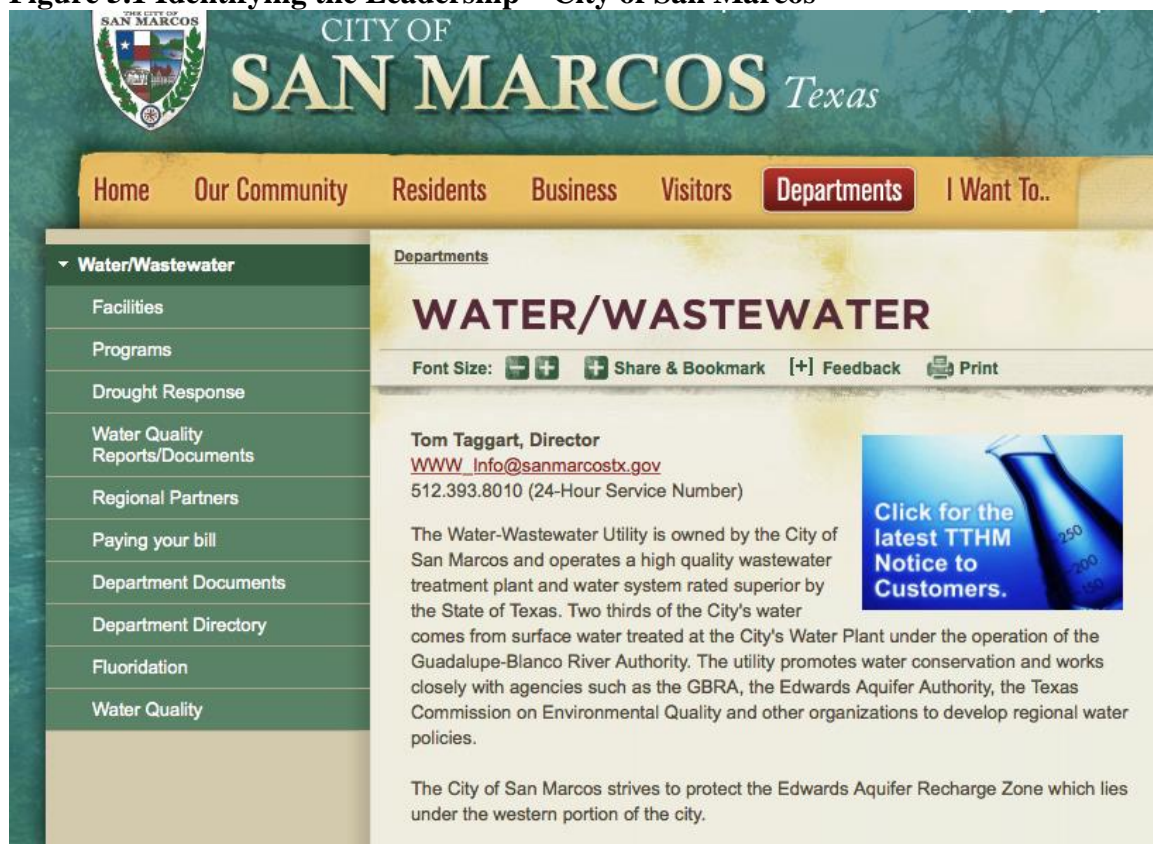 Figure 3.1 Identifying the Leadership – City of San Marcos
THE CITY OF
SAN MARCOS
CITY OF
SAN MARCOS Texas
Home Our Community Residents Business Visitors Departments I Want To..
Water/Wastewater
Facilities
Programs
Drought Response
Water Quality
Reports/Documents
Regional Partners
Paying your bill
Department Documents
Department Directory
Fluoridation
Water Quality
Departments
WATER/WASTEWATER
Font Size: Share & Bookmark [+] Feedback Print
Tom Taggart, Director
WWW_Info@sanmarcostx.gov
512.393.8010 (24-Hour Service Number)
Click for the
latest TTHM
Notice to
Customers.
250
200
150
The Water-Wastewater Utility is owned by the City of
San Marcos and operates a high quality wastewater
treatment plant and water system rated superior by
the State of Texas. Two thirds of the City's water
comes from surface water treated at the City's Water Plant under the operation of the
Guadalupe-Blanco River Authority. The utility promotes water conservation and works
closely with agencies such as the GBRA, the Edwards Aquifer Authority, the Texas
Commission on Environmental Quality and other organizations to develop regional water
policies.
The City of San Marcos strives to protect the Edwards Aquifer Recharge Zone which lies
under the western portion of the city.